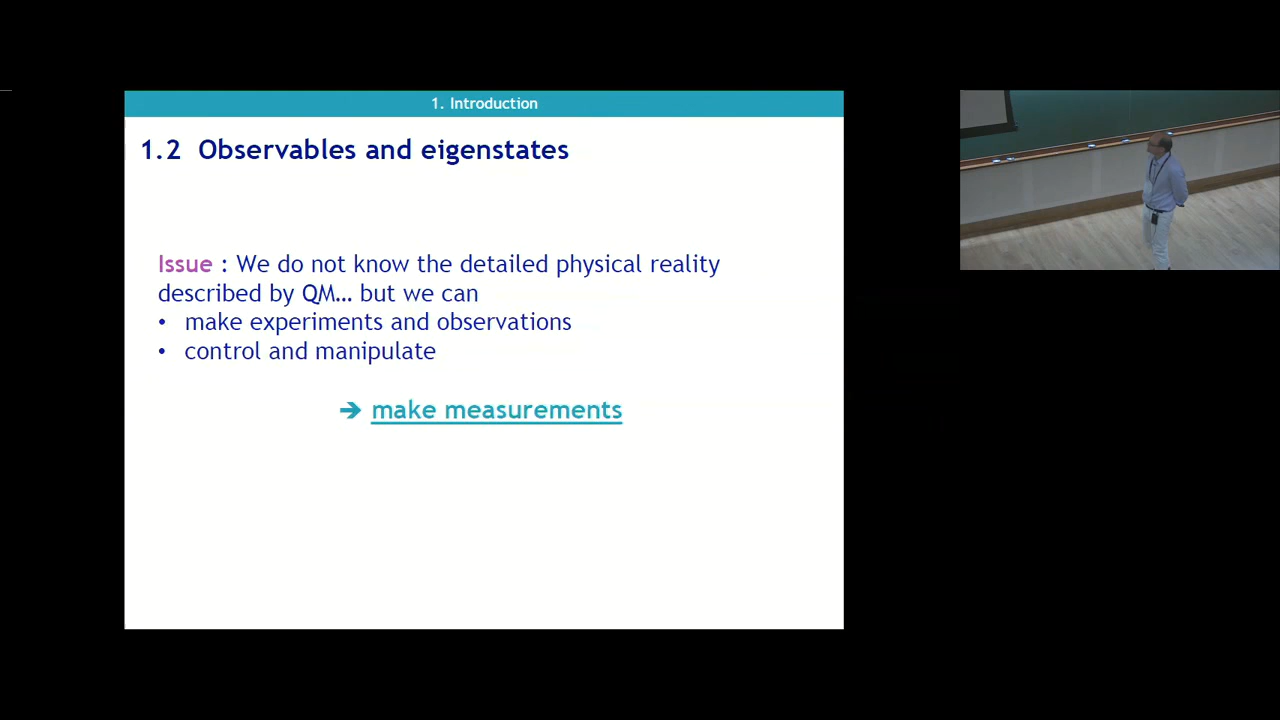 1. Introduction
1.2 Observables and eigenstates
Issue : We do not know the detailed physical reality
described by QM… but we can
• make experiments and observations
• control and manipulate
➔ make measurements